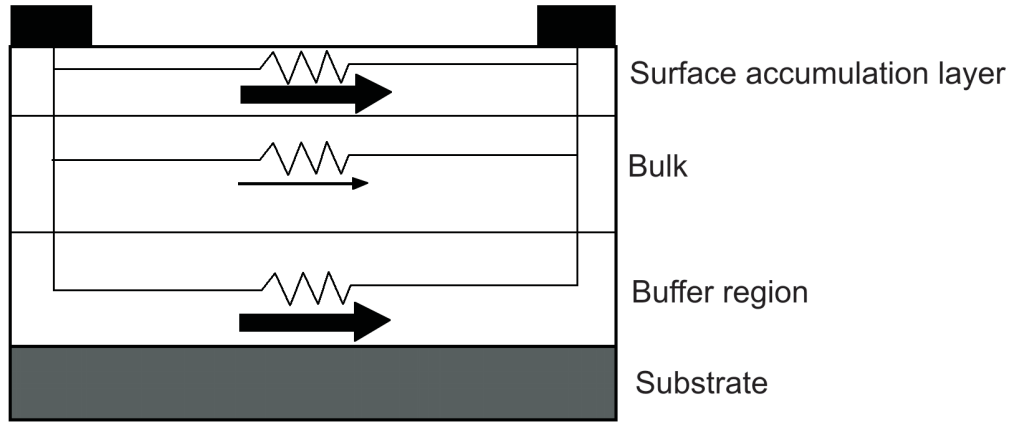 Surface accumulation layer
Bulk
Buffer region
Substrate